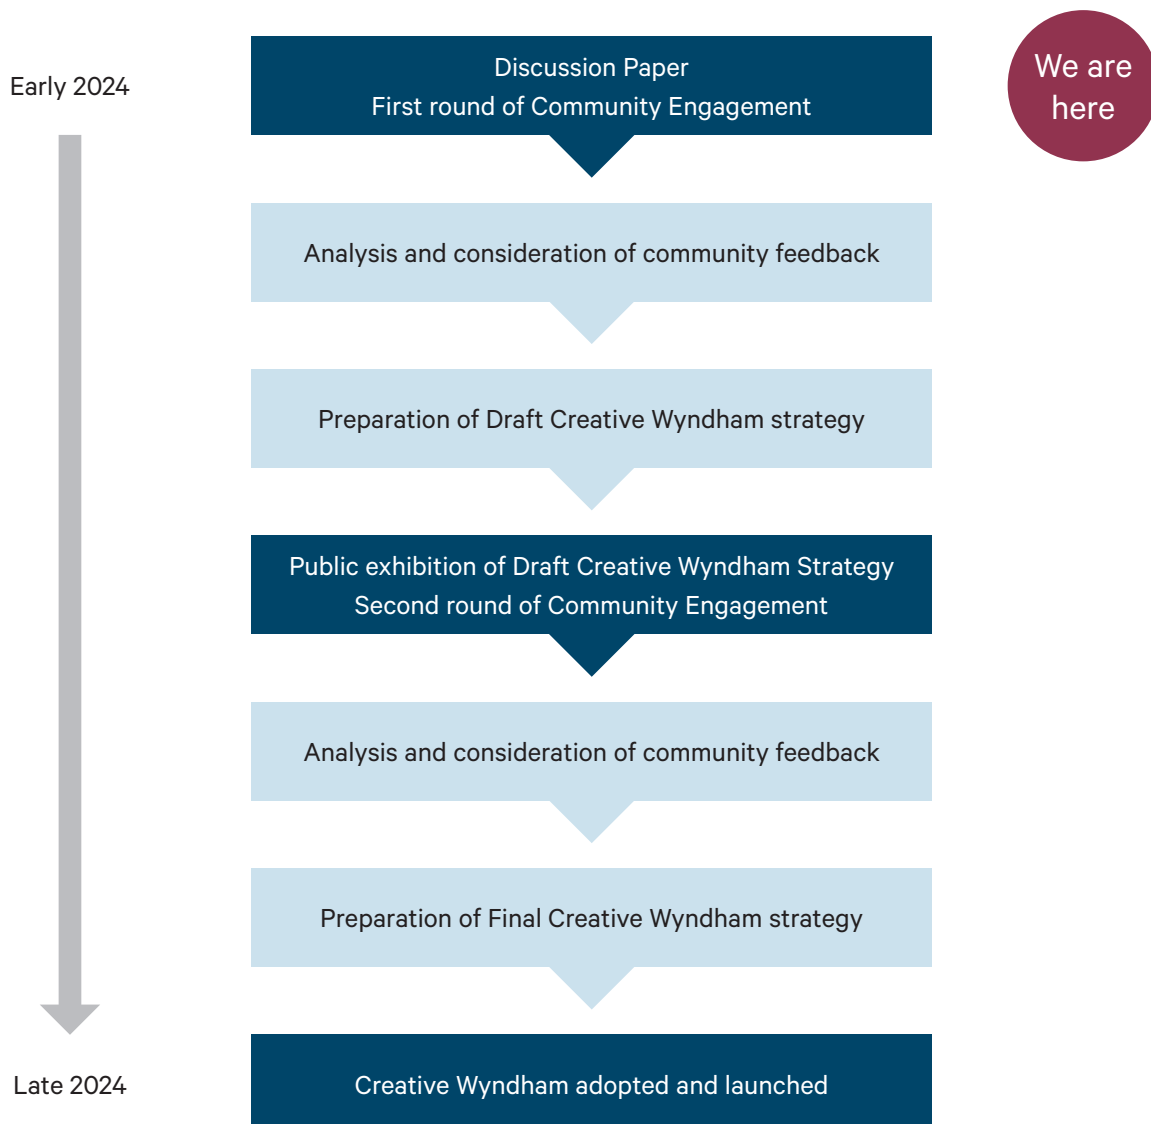 Early 2024
Discussion Paper
First round of Community Engagement
We are
here
Analysis and consideration of community feedback
Preparation of Draft Creative Wyndham strategy
Public exhibition of Draft Creative Wyndham Strategy
Second round of Community Engagement
Analysis and consideration of community feedback
Preparation of Final Creative Wyndham strategy
Late 2024
Creative Wyndham adopted and launched